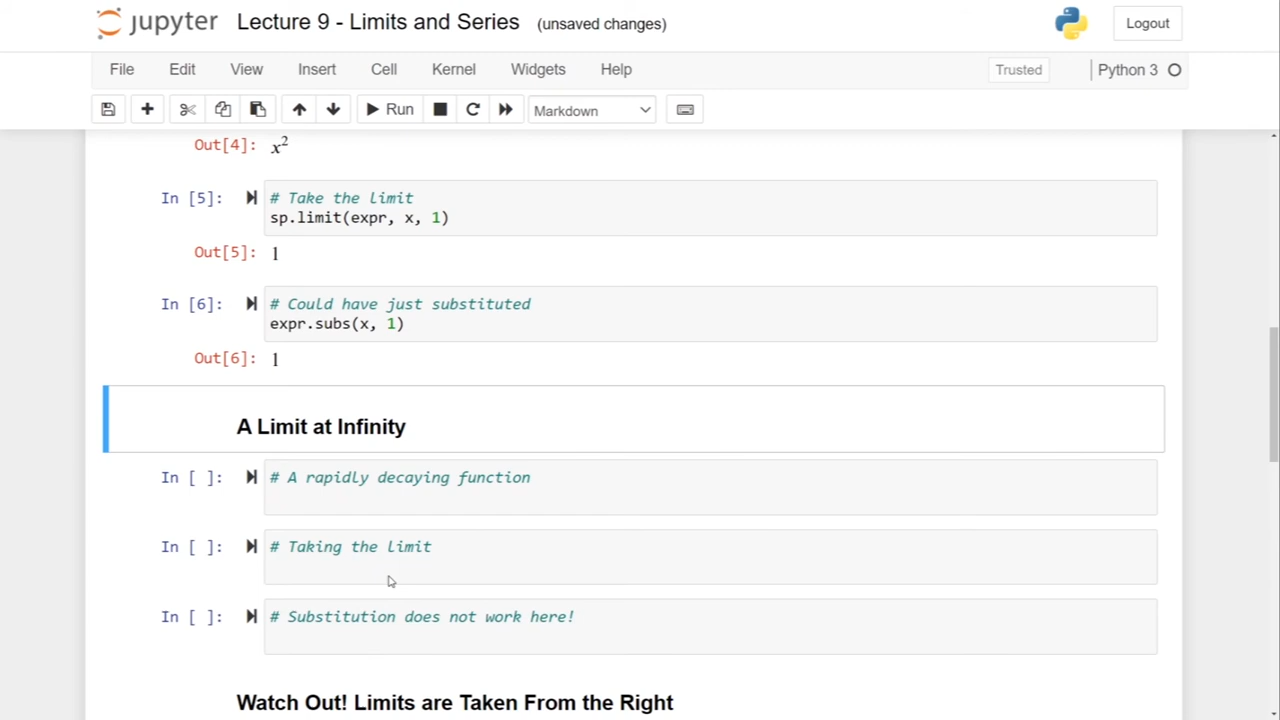 jupyter Lecture 9 - Limits and Series (unsaved changes) Logout
File Edit View Insert Cell Kernel Widgets Help Trusted Python 3
Run Markdown
Out[4]: x²
In [5]: # Take the limit
sp.limit(expr, x, 1)
Out[5]: 1
In [6]: # Could have just substituted
expr.subs(x, 1)
Out[6]: 1
A Limit at Infinity
In [ ]: # A rapidly decaying function
In [ ]: # Taking the limit
In [ ]: # Substitution does not work here!
Watch Out! Limits are Taken From the Right